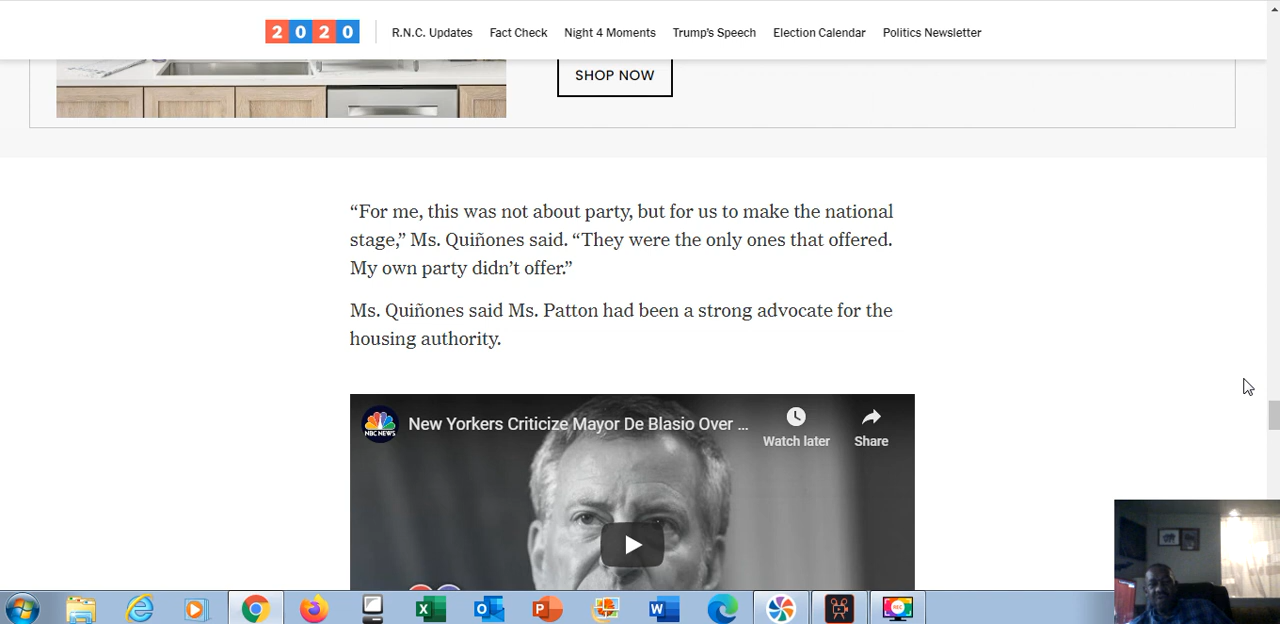 2020
R.N.C. Updates Fact Check Night 4 Moments Trump's Speech Election Calendar Politics Newsletter
SHOP NOW
“For me, this was not about party, but for us to make the national
stage,” Ms. Quiñones said. “They were the only ones that offered.
My own party didn’t offer.”
Ms. Quiñones said Ms. Patton had been a strong advocate for the
housing authority.
NBC NEWS
New Yorkers Criticize Mayor De Blasio Over ...
Watch later
Share